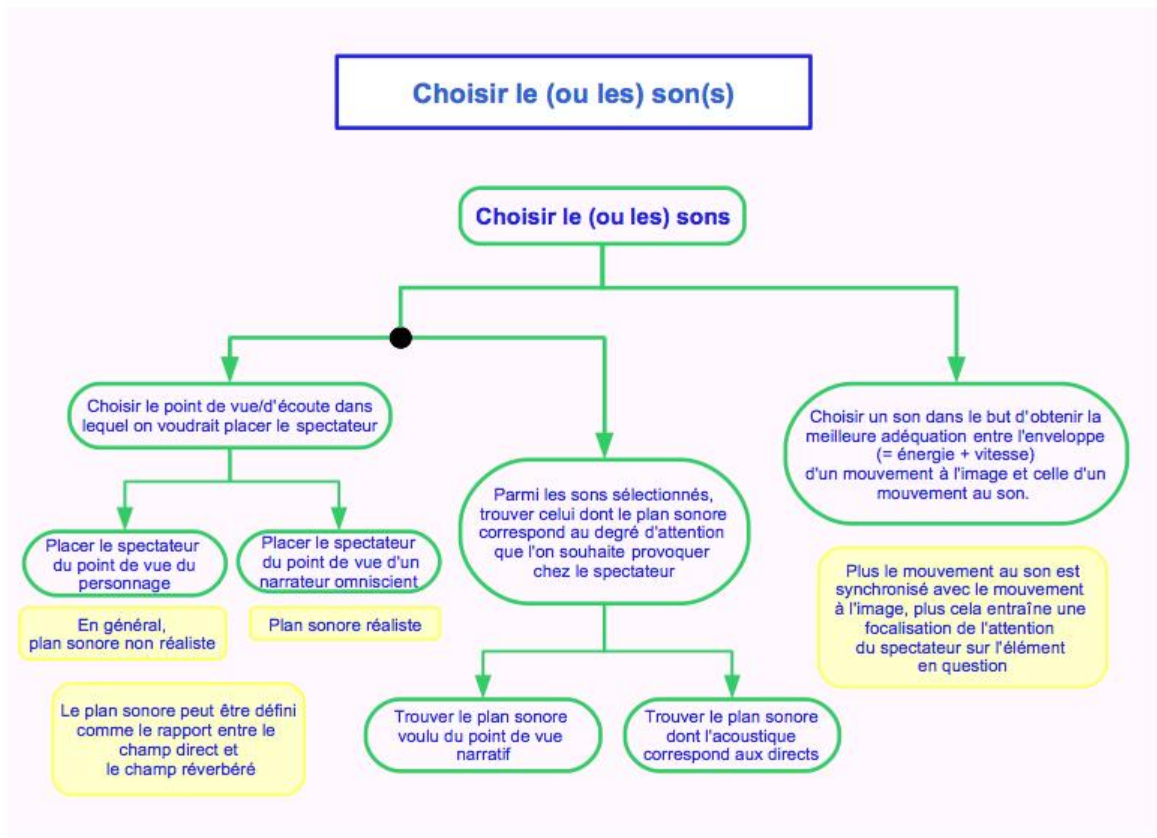 Choisir le (ou les) son(s)
Choisir le (ou les) sons
Choisir le point de vue/d'écoute dans
lequel on voudrait placer le spectateur
Placer le spectateur
du point de vue du
personnage
Placer le spectateur
du point de vue d'un
narrateur omniscient
En général,
plan sonore non réaliste
Plan sonore réaliste
Le plan sonore peut être défini
comme le rapport entre le
champ direct et
le champ réverbéré
Parmi les sons sélectionnés,
trouver celui dont le plan sonore
correspond au degré d'attention
que l'on souhaite provoquer
chez le spectateur
Trouver le plan sonore
voulu du point de vue
narratif
Trouver le plan sonore
dont l'acoustique
correspond aux directs
Choisir un son dans le but d'obtenir la
meilleure adéquation entre l'enveloppe
(= énergie + vitesse)
d'un mouvement à l'image et celle d'un
mouvement au son.
Plus le mouvement au son est
synchronisé avec le mouvement
à l'image, plus cela entraîne une
focalisation de l'attention
du spectateur sur l'élément
en question